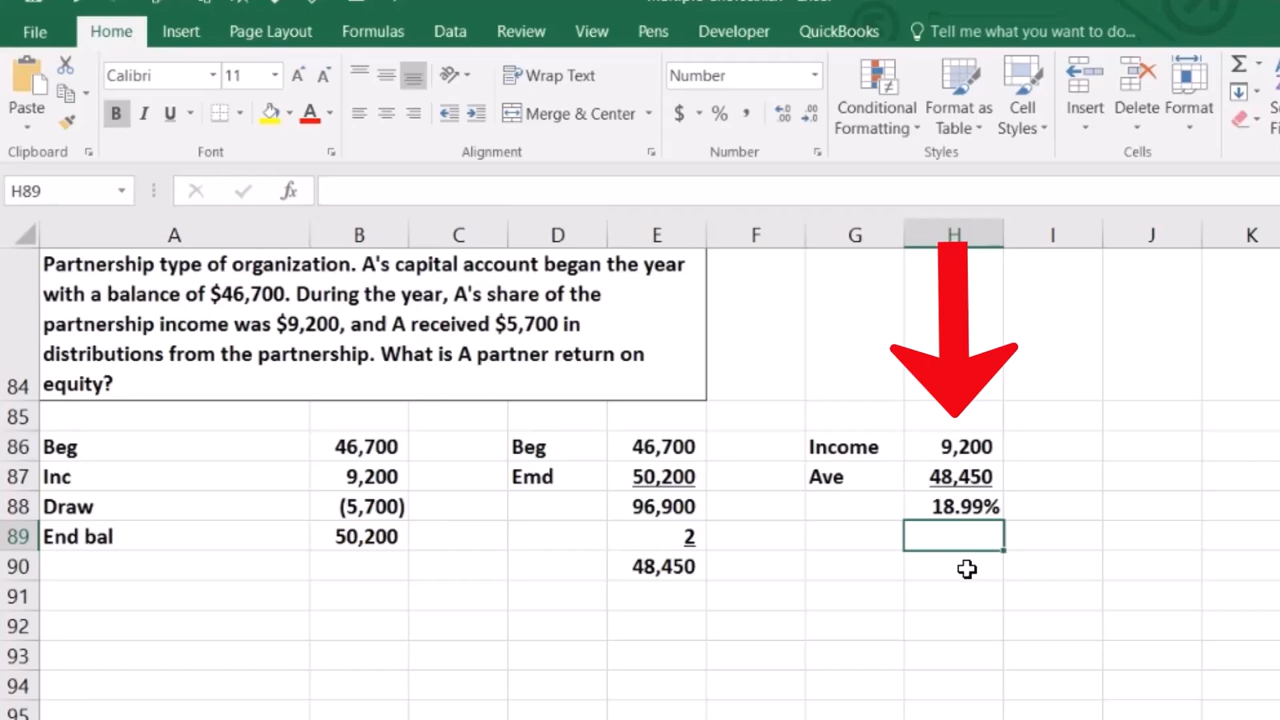 File Home Insert Page Layout Formulas Data Review View Pens Developer QuickBooks Tell me what you want to do...
Calibri 11 Wrap Text Number
Paste B I U Merge & Center $ % , Conditional Formatting Format as Table Cell Styles Insert Delete Format
Clipboard Font Alignment Number Styles Cells
H89 fx
A B C D E F G H I J K
Partnership type of organization. A's capital account began the year
with a balance of $46,700. During the year, A's share of the
partnership income was $9,200, and A received $5,700 in
distributions from the partnership. What is A partner return on
84 equity?
85
86 Beg 46,700 Beg 46,700 Income 9,200
87 Inc 9,200 Emd 50,200 Ave 48,450
88 Draw (5,700) 96,900 18.99%
89 End bal 50,200 2
90 48,450
91
92
93
94
95